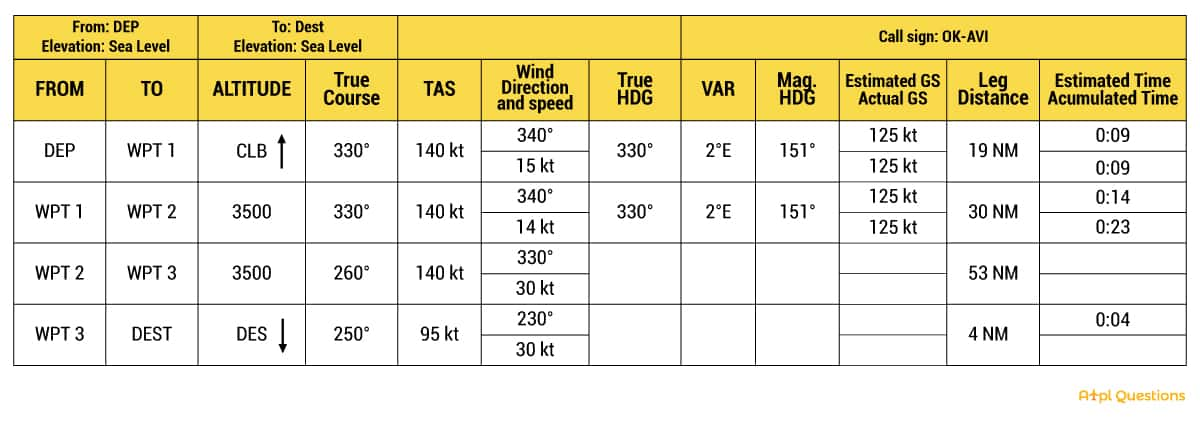 From: DEP
Elevation: Sea Level
To: Dest
Elevation: Sea Level
Call sign: OK-AVI
FROM
TO
ALTITUDE
True
Course
TAS
Wind
Direction
and speed
True
HDG
VAR
Mag.
HDG
Estimated GS
Actual GS
Leg
Distance
Estimated Time
Acumulated Time
DEP
WPT 1
CLB
330°
140 kt
340°
15 kt
330°
2°E
151°
125 kt
125 kt
19 NM
0:09
0:09
WPT 1
WPT 2
3500
330°
140 kt
340°
14 kt
330°
2°E
151°
125 kt
125 kt
30 NM
0:14
0:23
WPT 2
WPT 3
3500
260°
140 kt
330°
30 kt
53 NM
WPT 3
DEST
DES
250°
95 kt
230°
30 kt
4 NM
0:04
Atpl Questions